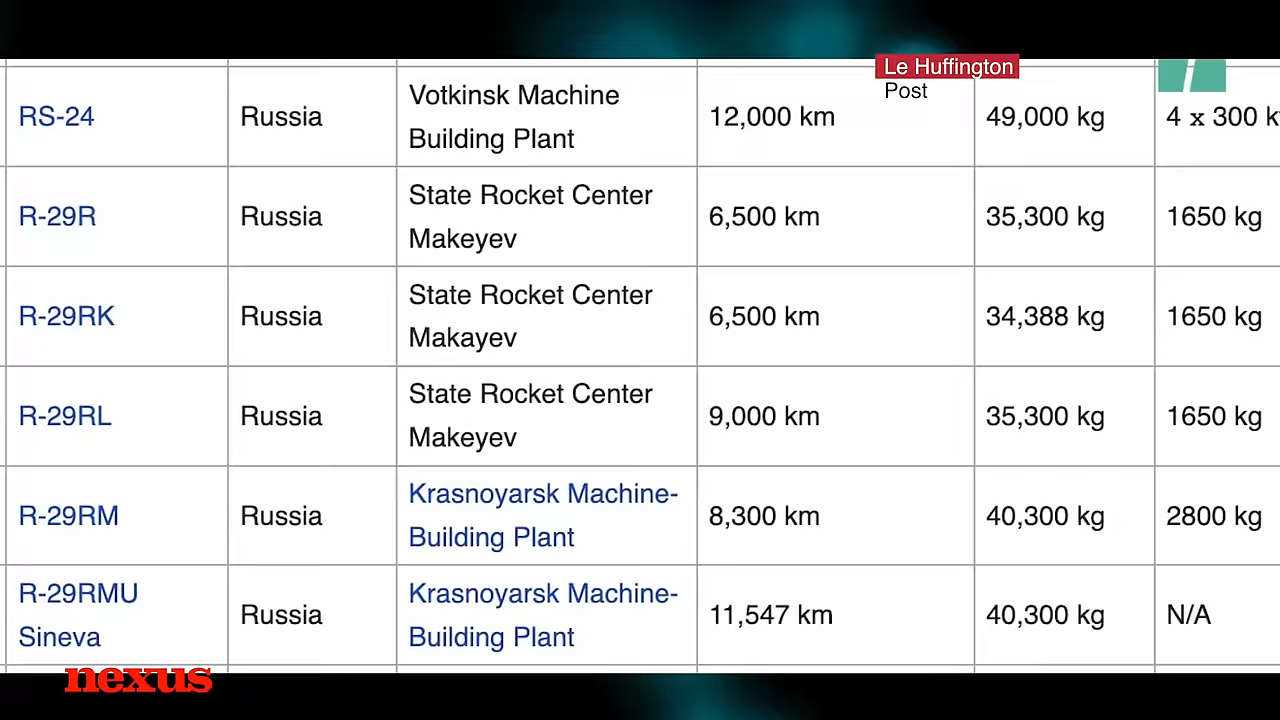 Le Huffington
Post
RS-24
Russia
Votkinsk Machine
Building Plant
12,000 km
49,000 kg
4 x 300
R-29R
Russia
State Rocket Center
Makeyev
6,500 km
35,300 kg
1650 kg
R-29RK
Russia
State Rocket Center
Makayev
6,500 km
34,388 kg
1650 kg
R-29RL
Russia
State Rocket Center
Makeyev
9,000 km
35,300 kg
1650 kg
R-29RM
Russia
Krasnoyarsk Machine-
Building Plant
8,300 km
40,300 kg
2800 kg
R-29RMU
Sineva
Russia
Krasnoyarsk Machine-
Building Plant
11,547 km
40,300 kg
N/A
nexus